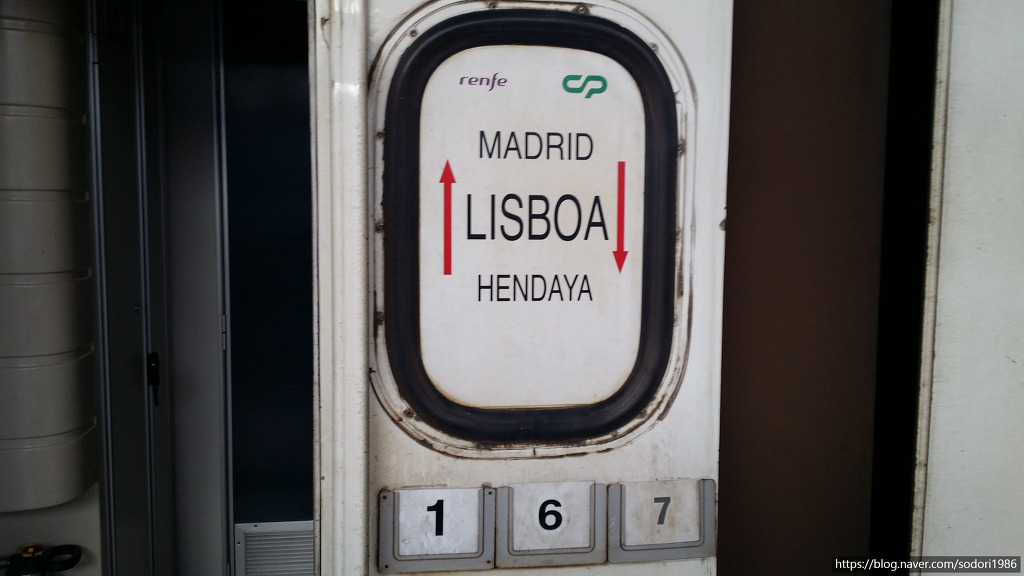 renfe CP
MADRID
LISBOA
HENDAYA
1 6 7
https://blog.naver.com/sodori1986